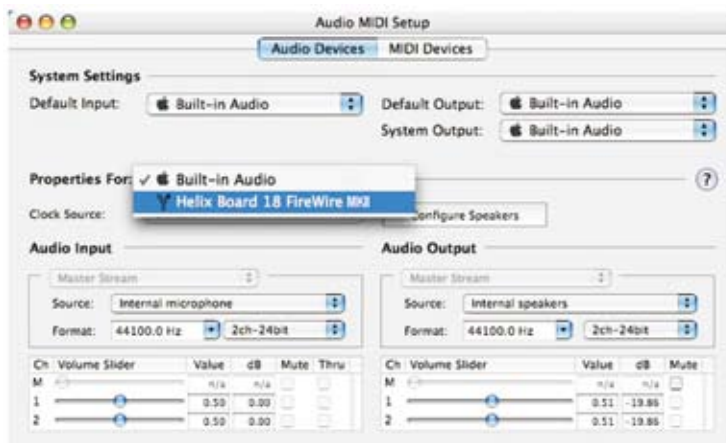 Audio MIDI Setup
Audio Devices MIDI Devices
System Settings
Default Input: Built-in Audio Default Output: Built-in Audio
System Output: Built-in Audio
Properties For: ✓ Built-in Audio ?
Helix Board 18 FireWire MKII
Clock Source: Configure Speakers
Audio Input Audio Output
Master Stream Master Stream
Source: Internal microphone Source: Internal speakers
Format: 44100.0 Hz 2ch-24bit Format: 44100.0 Hz 2ch-24bit
Ch Volume Slider Value dB Mute Thru Ch Volume Slider Value dB Mute
M n/a n/a M n/a n/a
1 0.50 0.00 1 0.51 -19.86
2 0.50 0.00 2 0.51 -19.86